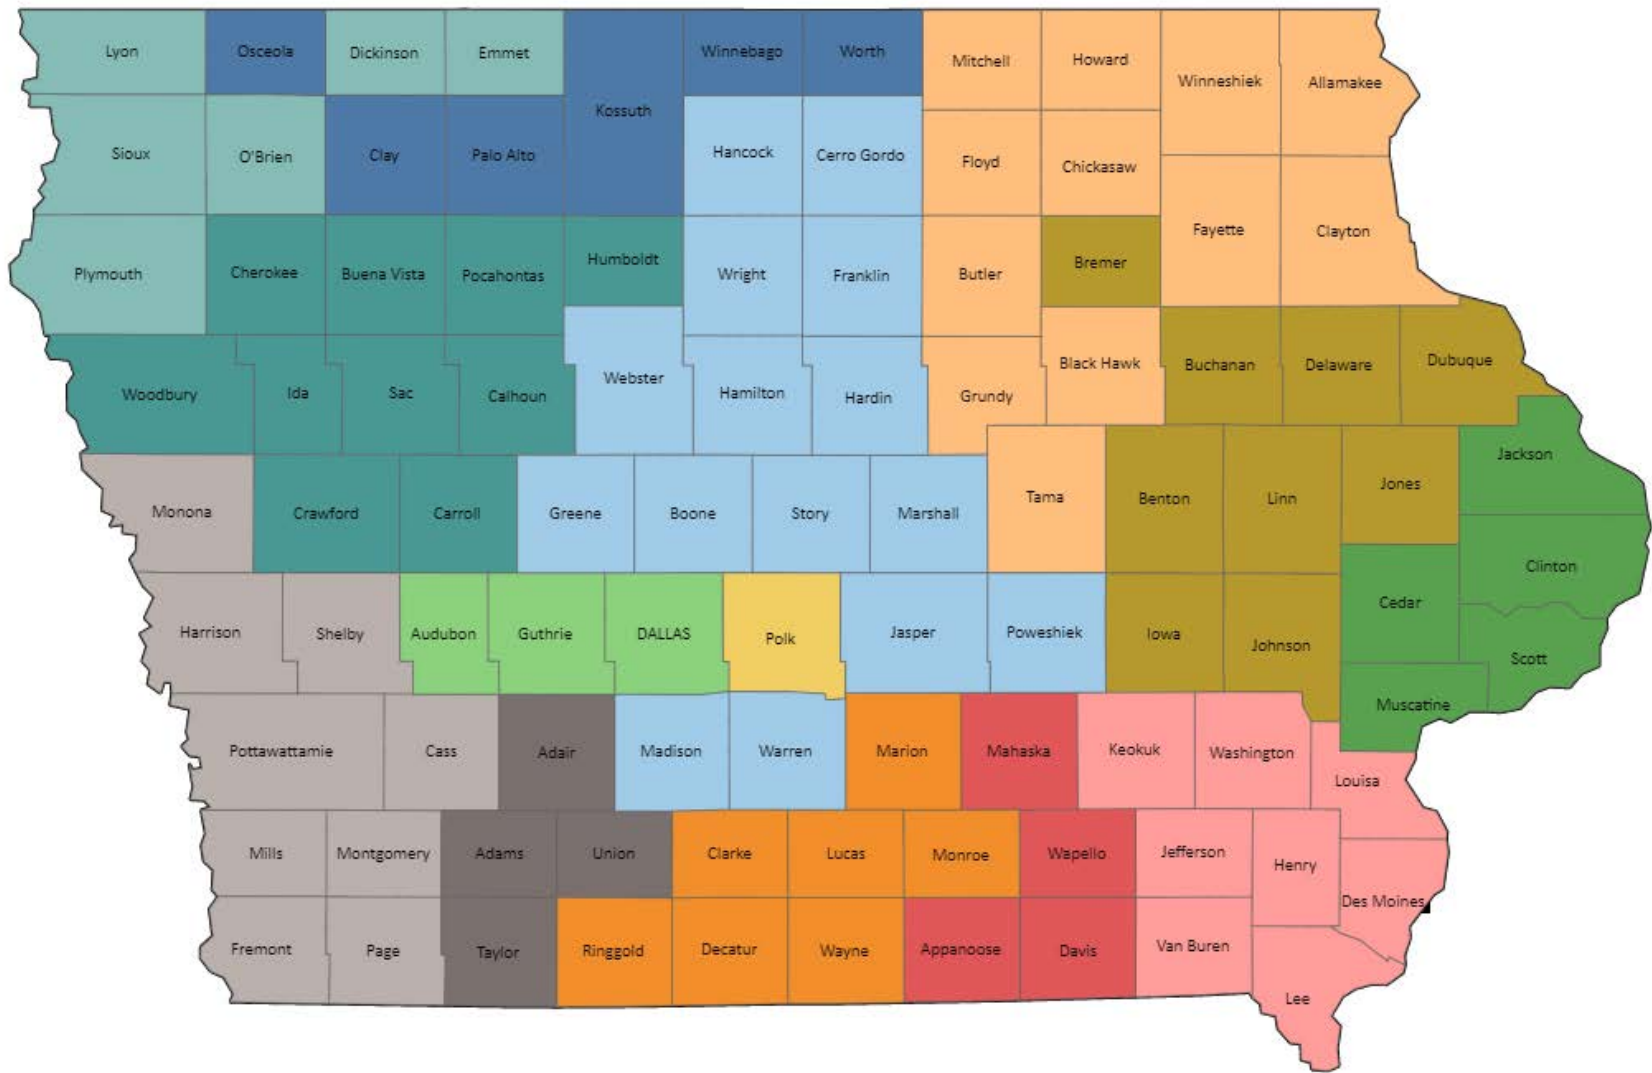 Lyon
Osceola
Dickinson
Emmet
Kossuth
Winnebago
Worth
Mitchell
Howard
Winneshiek
Allamakee
Sioux
O'Brien
Clay
Palo Alto
Hancock
Cerro Gordo
Floyd
Chickasaw
Fayette
Clayton
Plymouth
Cherokee
Buena Vista
Pocahontas
Humboldt
Wright
Franklin
Butler
Bremer
Woodbury
Ida
Sac
Calhoun
Webster
Hamilton
Hardin
Grundy
Black Hawk
Buchanan
Delaware
Dubuque
Monona
Crawford
Carroll
Greene
Boone
Story
Marshall
Tama
Benton
Linn
Jones
Jackson
Clinton
Harrison
Shelby
Audubon
Guthrie
DALLAS
Polk
Jasper
Poweshiek
Iowa
Johnson
Cedar
Scott
Muscatine
Pottawattamie
Cass
Adair
Madison
Warren
Marion
Mahaska
Keokuk
Washington
Louisa
Mills
Montgomery
Adams
Union
Clarke
Lucas
Monroe
Wapello
Jefferson
Henry
Des Moines
Fremont
Page
Taylor
Ringgold
Decatur
Wayne
Appanoose
Davis
Van Buren
Lee